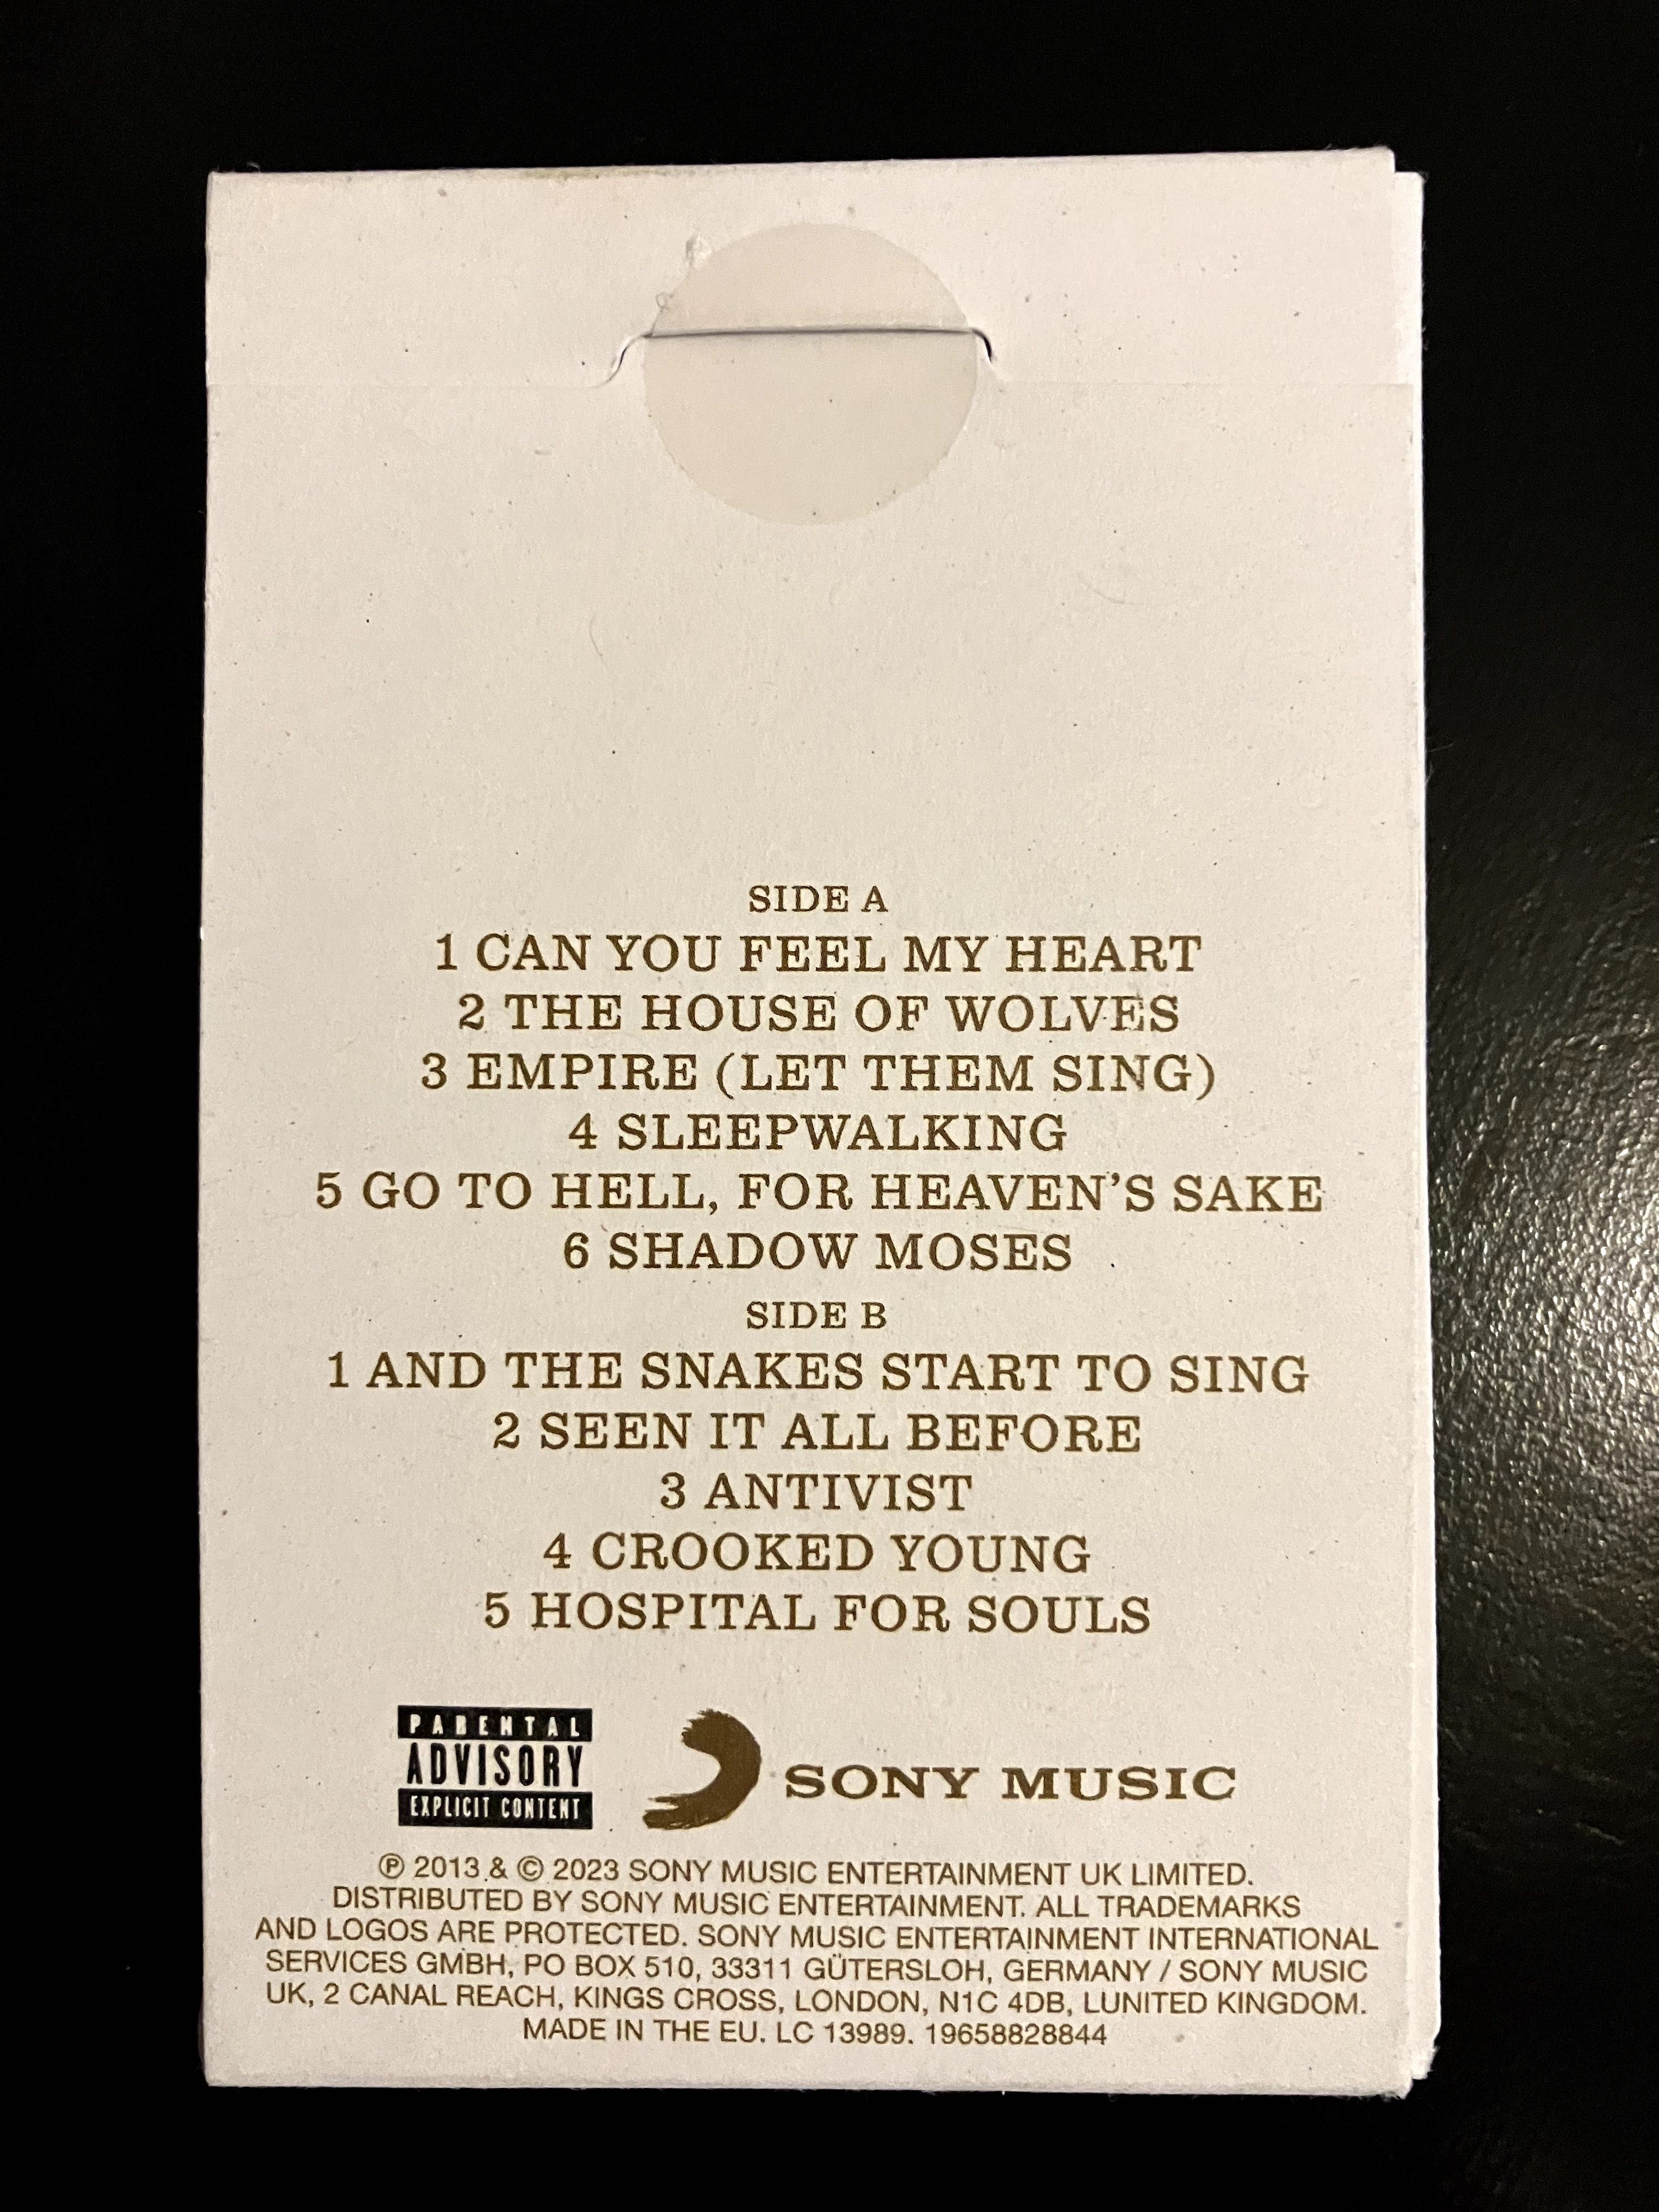 SIDE A
1 CAN YOU FEEL MY HEART
2 THE HOUSE OF WOLVES
3 EMPIRE (LET THEM SING)
4 SLEEPWALKING
5 GO TO HELL, FOR HEAVEN'S SAKE
6 SHADOW MOSES
SIDE B
1 AND THE SNAKES START TO SING
2 SEEN IT ALL BEFORE
3 ANTIVIST
4 CROOKED YOUNG
5 HOSPITAL FOR SOULS
PARENTAL
ADVISORY
EXPLICIT CONTENT
SONY MUSIC
℗ 2013 & © 2023 SONY MUSIC ENTERTAINMENT UK LIMITED.
DISTRIBUTED BY SONY MUSIC ENTERTAINMENT. ALL TRADEMARKS
AND LOGOS ARE PROTECTED. SONY MUSIC ENTERTAINMENT INTERNATIONAL
SERVICES GMBH, PO BOX 510, 33311 GÜTERSLOH, GERMANY / SONY MUSIC
UK, 2 CANAL REACH, KINGS CROSS, LONDON, N1C 4DB, LUNITED KINGDOM.
MADE IN THE EU. LC 13989. 19658828844